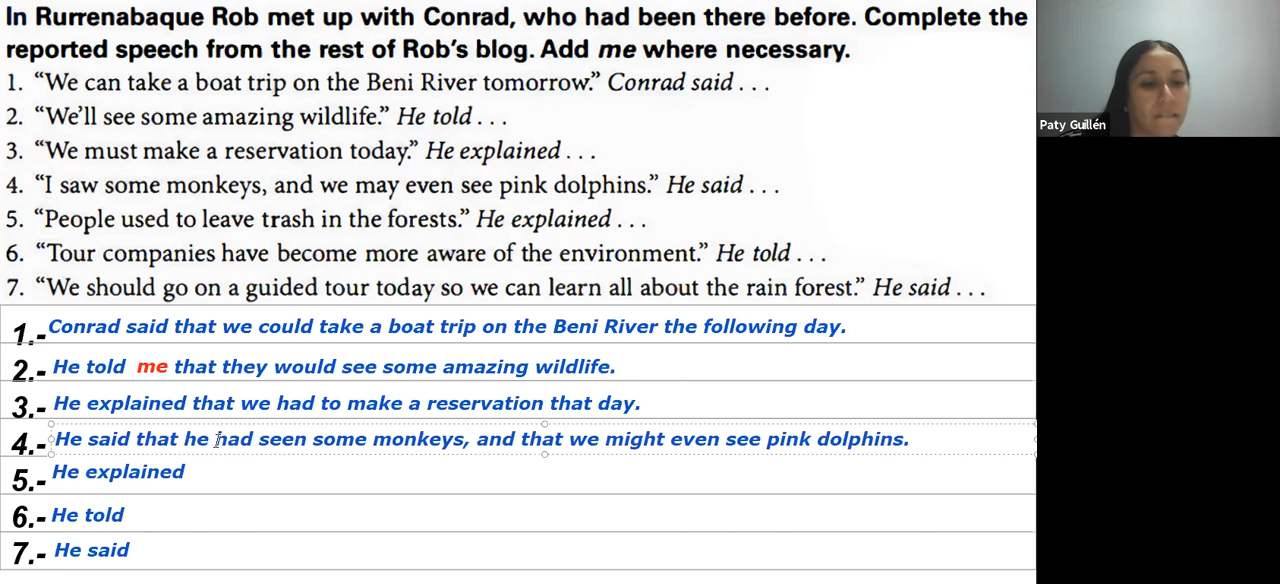 In Rurrenabaque Rob met up with Conrad, who had been there before. Complete the
reported speech from the rest of Rob's blog. Add me where necessary.
1. "We can take a boat trip on the Beni River tomorrow." Conrad said . . .
2. "We'll see some amazing wildlife." He told . . .
3. "We must make a reservation today." He explained . . .
4. "I saw some monkeys, and we may even see pink dolphins." He said . . .
5. "People used to leave trash in the forests." He explained . . .
6. "Tour companies have become more aware of the environment." He told . . .
7. "We should go on a guided tour today so we can learn all about the rain forest." He said . . .
1.- Conrad said that we could take a boat trip on the Beni River the following day.
2.- He told me that they would see some amazing wildlife.
3.- He explained that we had to make a reservation that day.
4.- He said that he had seen some monkeys, and that we might even see pink dolphins.
5.- He explained
6.- He told
7.- He said
Paty Guillén